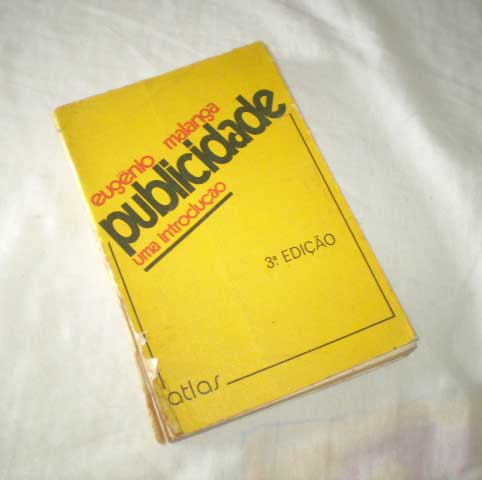 eugênio malanga
publicidade
uma introdução
3ª EDIÇÃO
atlas